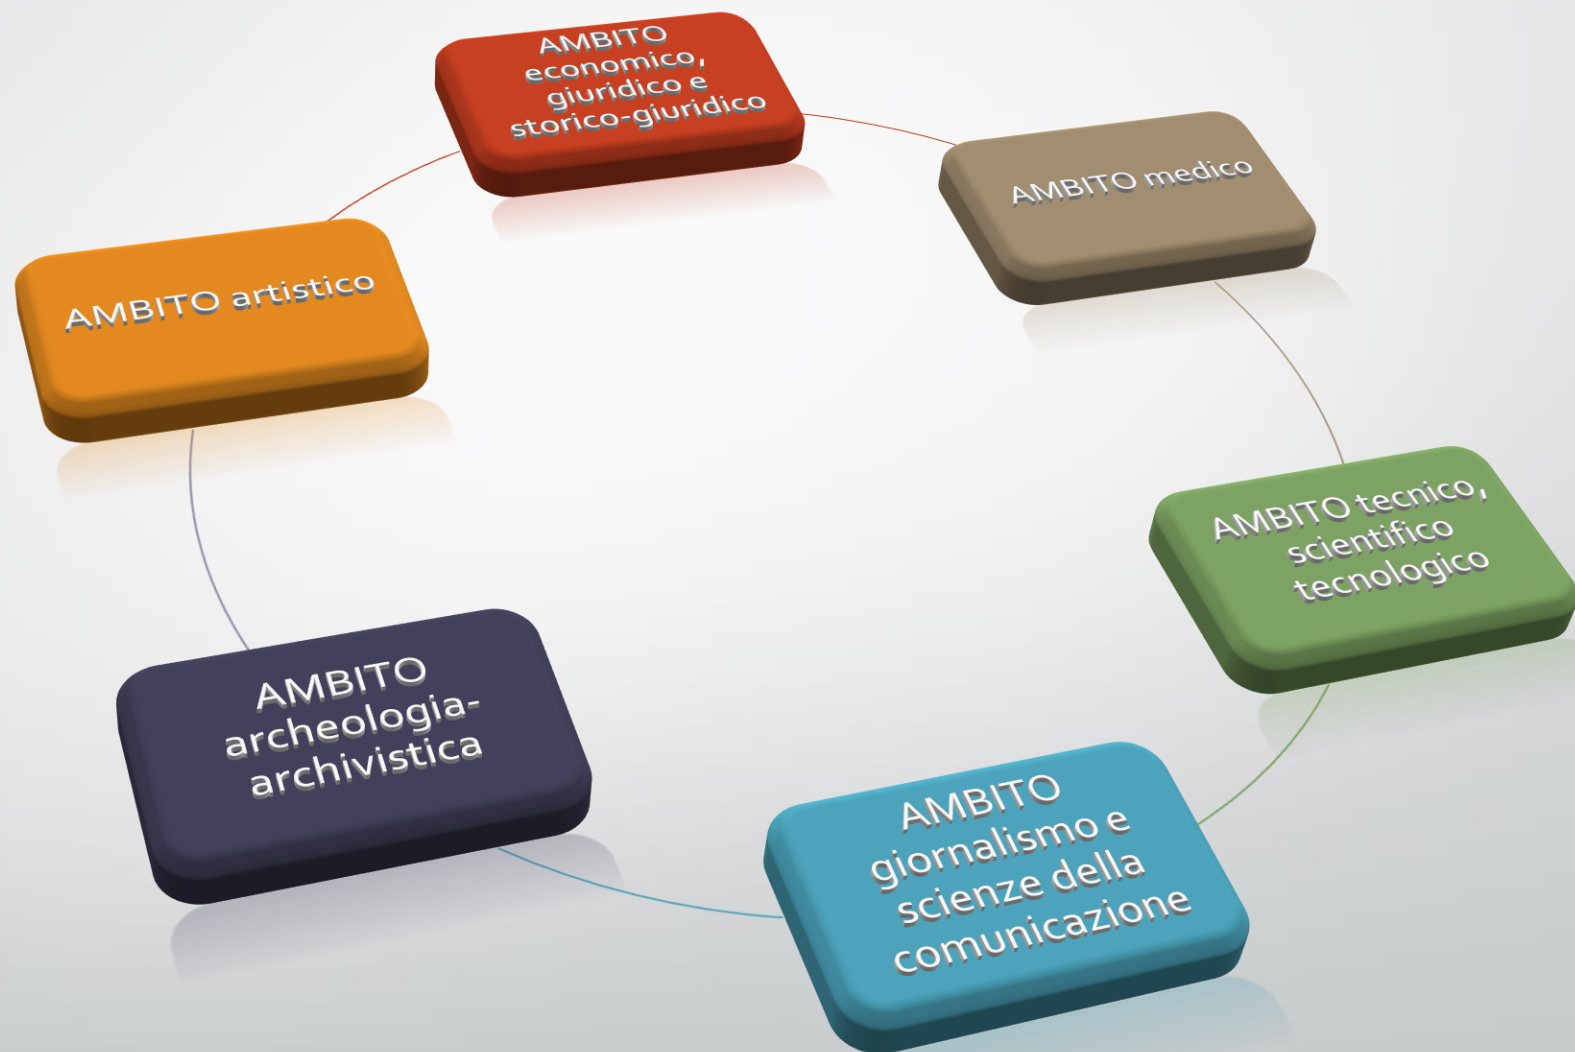 AMBITO
economico,
giuridico e
storico-giuridico
AMBITO medico
AMBITO tecnico,
scientifico
tecnologico
AMBITO
giornalismo e
scienze della
comunicazione
AMBITO
archeologia-
archivistica
AMBITO artistico